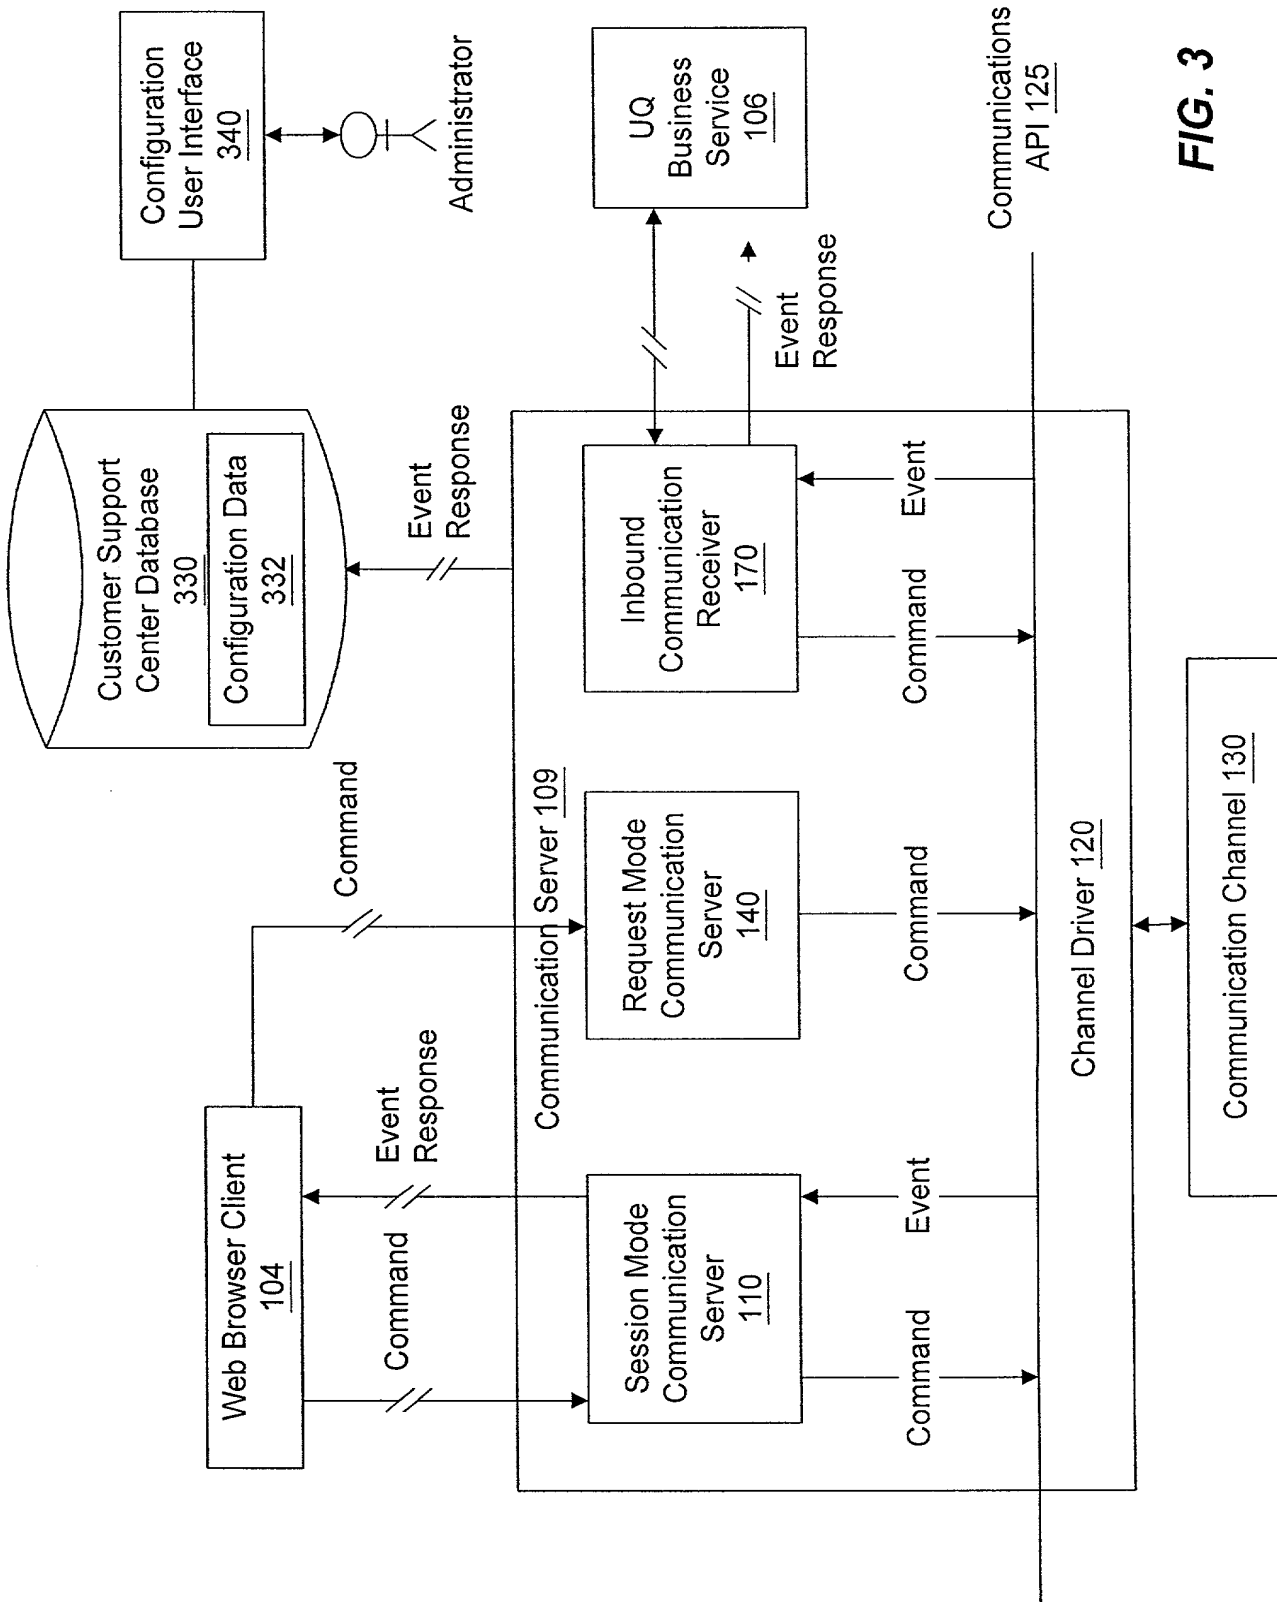 Web Browser Client
104
Command
Event
Response
Command
Customer Support
Center Database
330
Configuration Data
332
Configuration
User Interface
340
Administrator
Event
Response
Communication Server 109
Session Mode
Communication
Server
110
Request Mode
Communication
Server
140
Inbound
Communication
Receiver
170
UQ
Business
Service
106
Event
Response
Command
Event
Command
Command
Event
Communications
API 125
Channel Driver 120
Communication Channel 130
FIG. 3